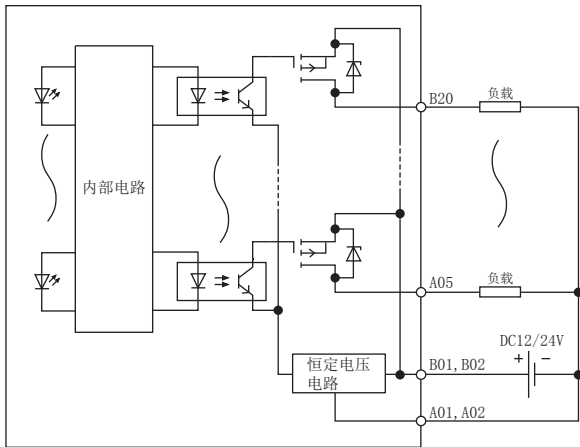 B20
负载
内部电路
A05
负载
恒定电压
电路
DC12/24V
+ −
B01, B02
A01, A02